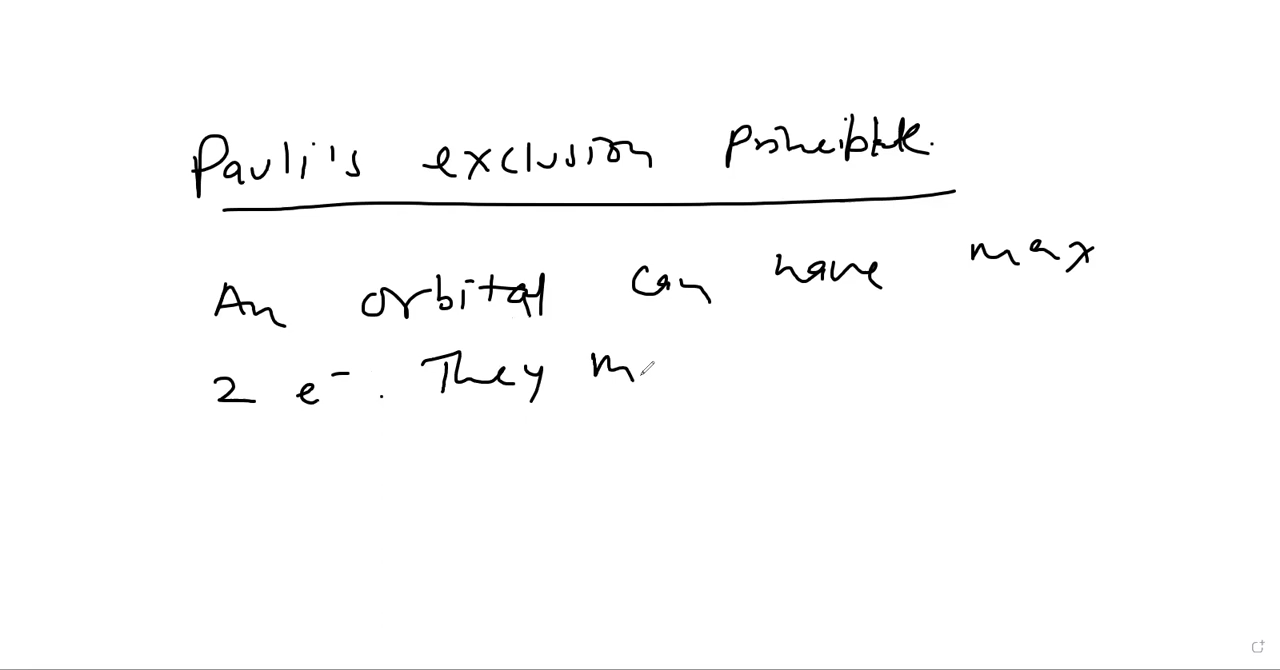 Pauli's exclusion principle.
An orbital can have max
2 e⁻. They m